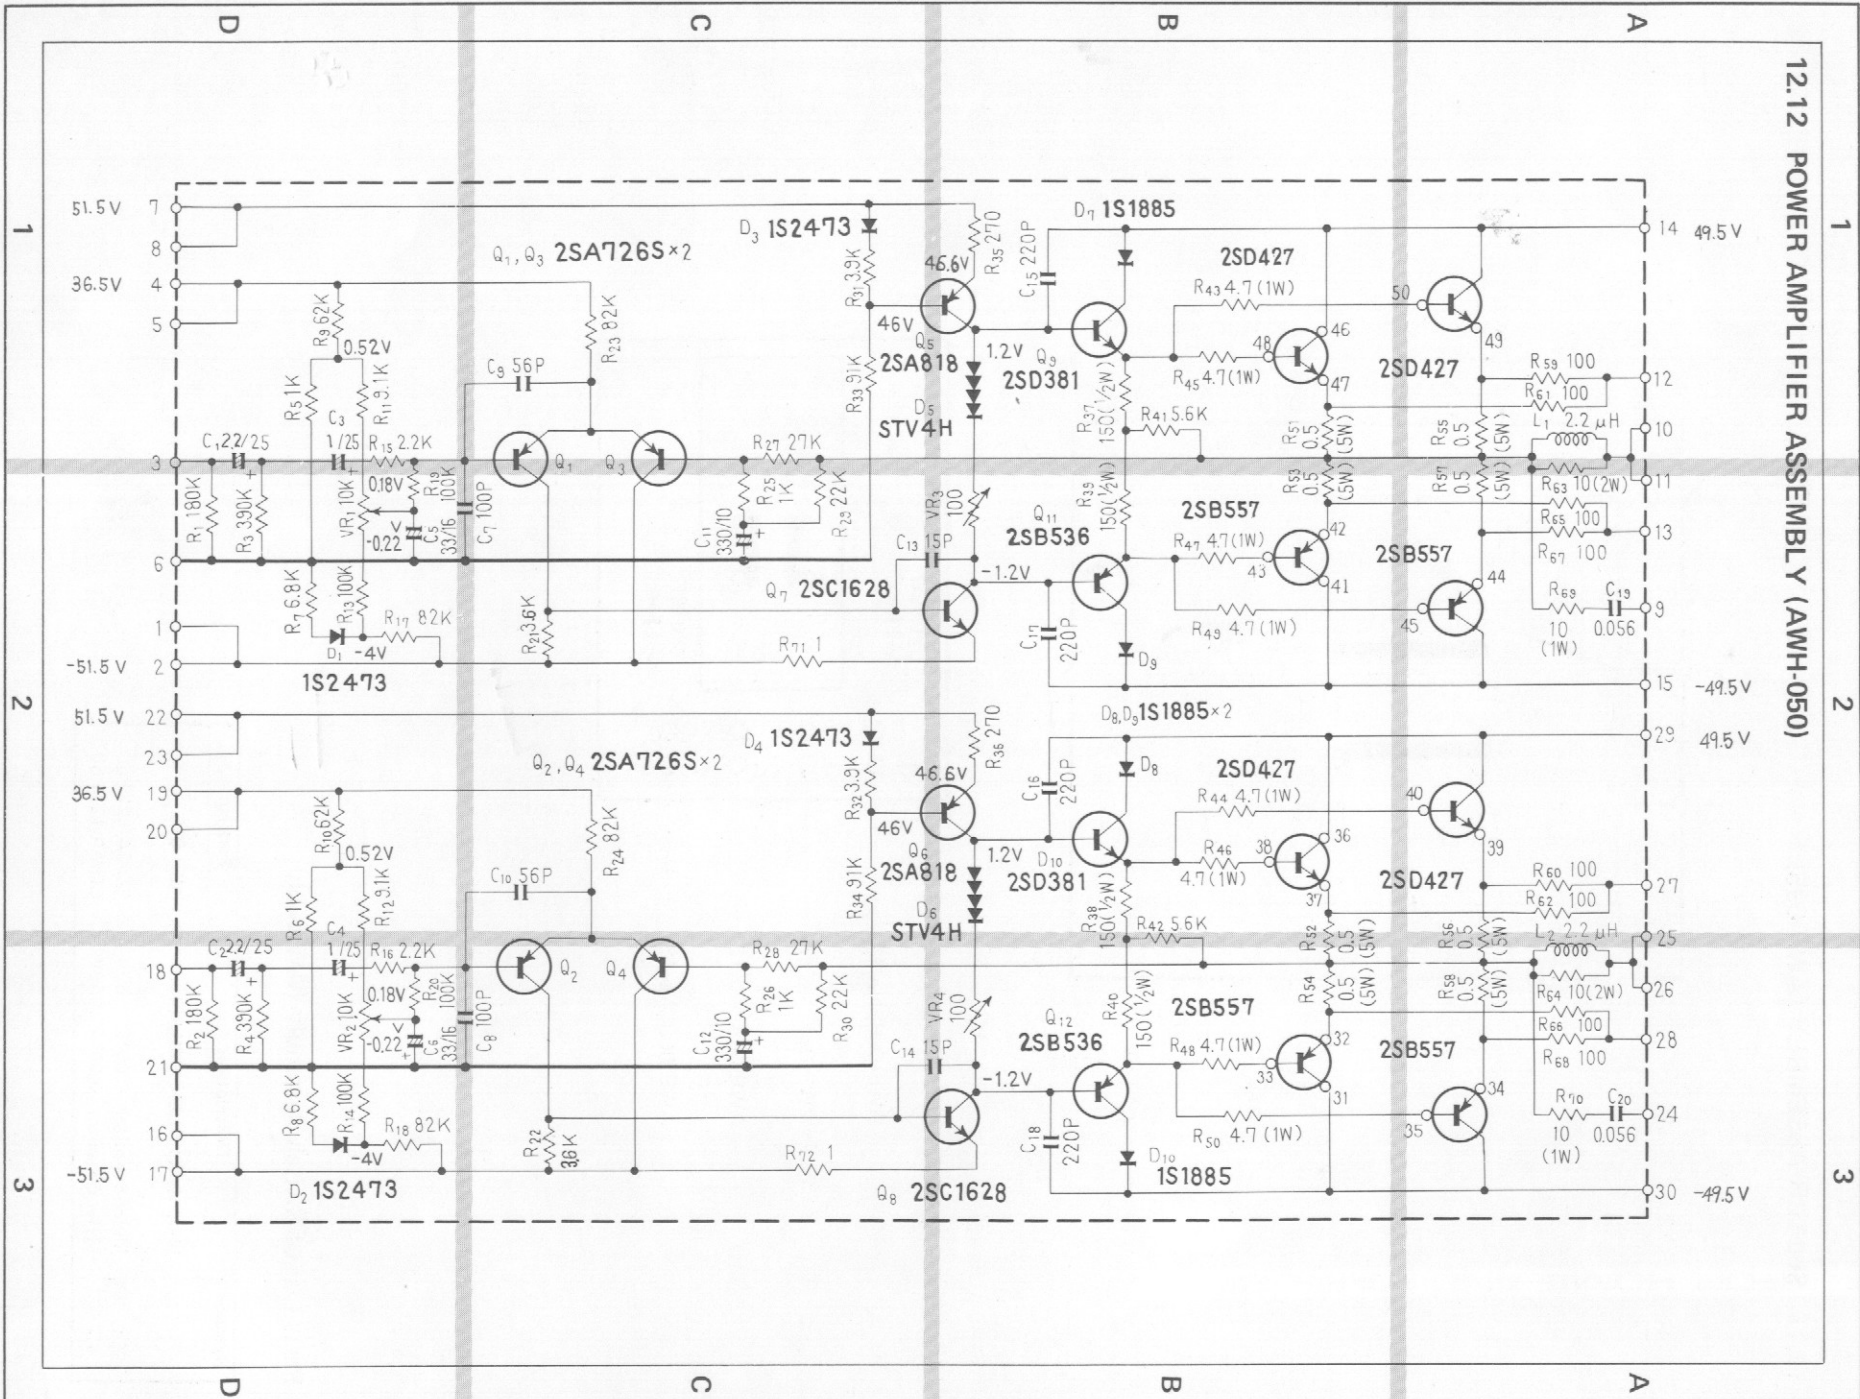 D C B A
12.12 POWER AMPLIFIER ASSEMBLY (AWH-050)
1 1
51.5V 7
8
36.5V 4
5
3
6
1
-51.5V 2
Q1, Q3 2SA726S×2
D3 1S2473
R31 3.9K
46.6V
R35 270
C15 220P
D7 1S1885
2SD427
R43 4.7(1W)
50
49
14 49.5V
R9 62K
0.52V
R23 82K
C9 56P
R33 91K
46V
Q5
2SA818
1.2V
Q9
2SD381
48
46
47
R45 4.7(1W)
2SD427
R59 100
12
R61 100
R5 1K
R11 9.1K
C3
1/25
D5
STV4H
R37
150(½W)
R41 5.6K
R51
0.5
(5W)
R55
0.5
(5W)
L1 2.2 μH
10
C1 2.2/25
+
R15 2.2K
Q1
Q3
R27 27K
R1 180K
R3 390K
VR1 10K
0.18V
R19
100K
V
-0.22
C5
33/16
C7 100P
R25
1K
R29 22K
C11
330/10
VR3
100
R39
150(½W)
R53
0.5
(5W)
R57
0.5
(5W)
R63 10(2W)
11
Q11
2SB536
2SB557
42
R65 100
13
C13 15P
R47 4.7(1W)
43
41
2SB557
R67 100
-1.2V
44
R7 6.8K
R13 100K
R17 82K
D1 -4V
1S2473
R21 3.6K
Q7 2SC1628
R71 1
C17
220P
D9
R49 4.7(1W)
45
R69
10
(1W)
C19
0.056
9
15 -49.5V
2 2
D8, D9 1S1885×2
51.5V 22
23
36.5V 19
20
18
21
16
-51.5V 17
Q2, Q4 2SA726S×2
D4 1S2473
R32 3.9K
46.6V
R36 270
C16
220P
D8
2SD427
R44 4.7(1W)
40
39
29 49.5V
R10 62K
0.52V
R24 82K
C10 56P
R34 91K
46V
Q6
2SA818
1.2V
D10
2SD381
R46
4.7(1W)
38
36
37
2SD427
R60 100
27
R62 100
R6 1K
R12 9.1K
C4
1/25
D6
STV4H
R38
150(½W)
R42 5.6K
R52
0.5
(5W)
R56
0.5
(5W)
L2 2.2 μH
25
C2 2.2/25
+
R16 2.2K
Q2
Q4
R28 27K
R2 180K
R4 390K
VR2 10K
0.18V
R20
100K
V
-0.22
C6
33/16
C8 100P
R26
1K
R30 22K
C12
330/10
VR4
100
R40
150(½W)
R54
0.5
(5W)
R58
0.5
(5W)
R64 10(2W)
26
Q12
2SB536
2SB557
32
R66 100
28
C14 15P
R48 4.7(1W)
33
31
2SB557
R68 100
-1.2V
34
R8 6.8K
R14 100K
R18 82K
-4V
D2 1S2473
R22
3.6K
Q8 2SC1628
R72 1
C18
220P
D10
1S1885
R50 4.7(1W)
35
R70
10
(1W)
C20
0.056
24
30 -49.5V
3 3
D C B A